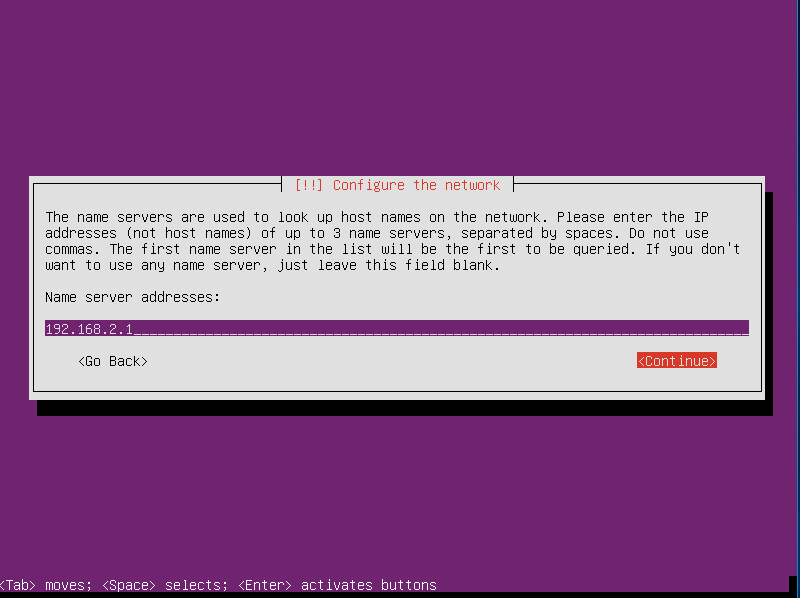 [!!] Configure the network
The name servers are used to look up host names on the network. Please enter the IP
addresses (not host names) of up to 3 name servers, separated by spaces. Do not use
commas. The first name server in the list will be the first to be queried. If you don't
want to use any name server, just leave this field blank.
Name server addresses:
192.168.2.1
<Go Back> <Continue>
<Tab> moves; <Space> selects; <Enter> activates buttons